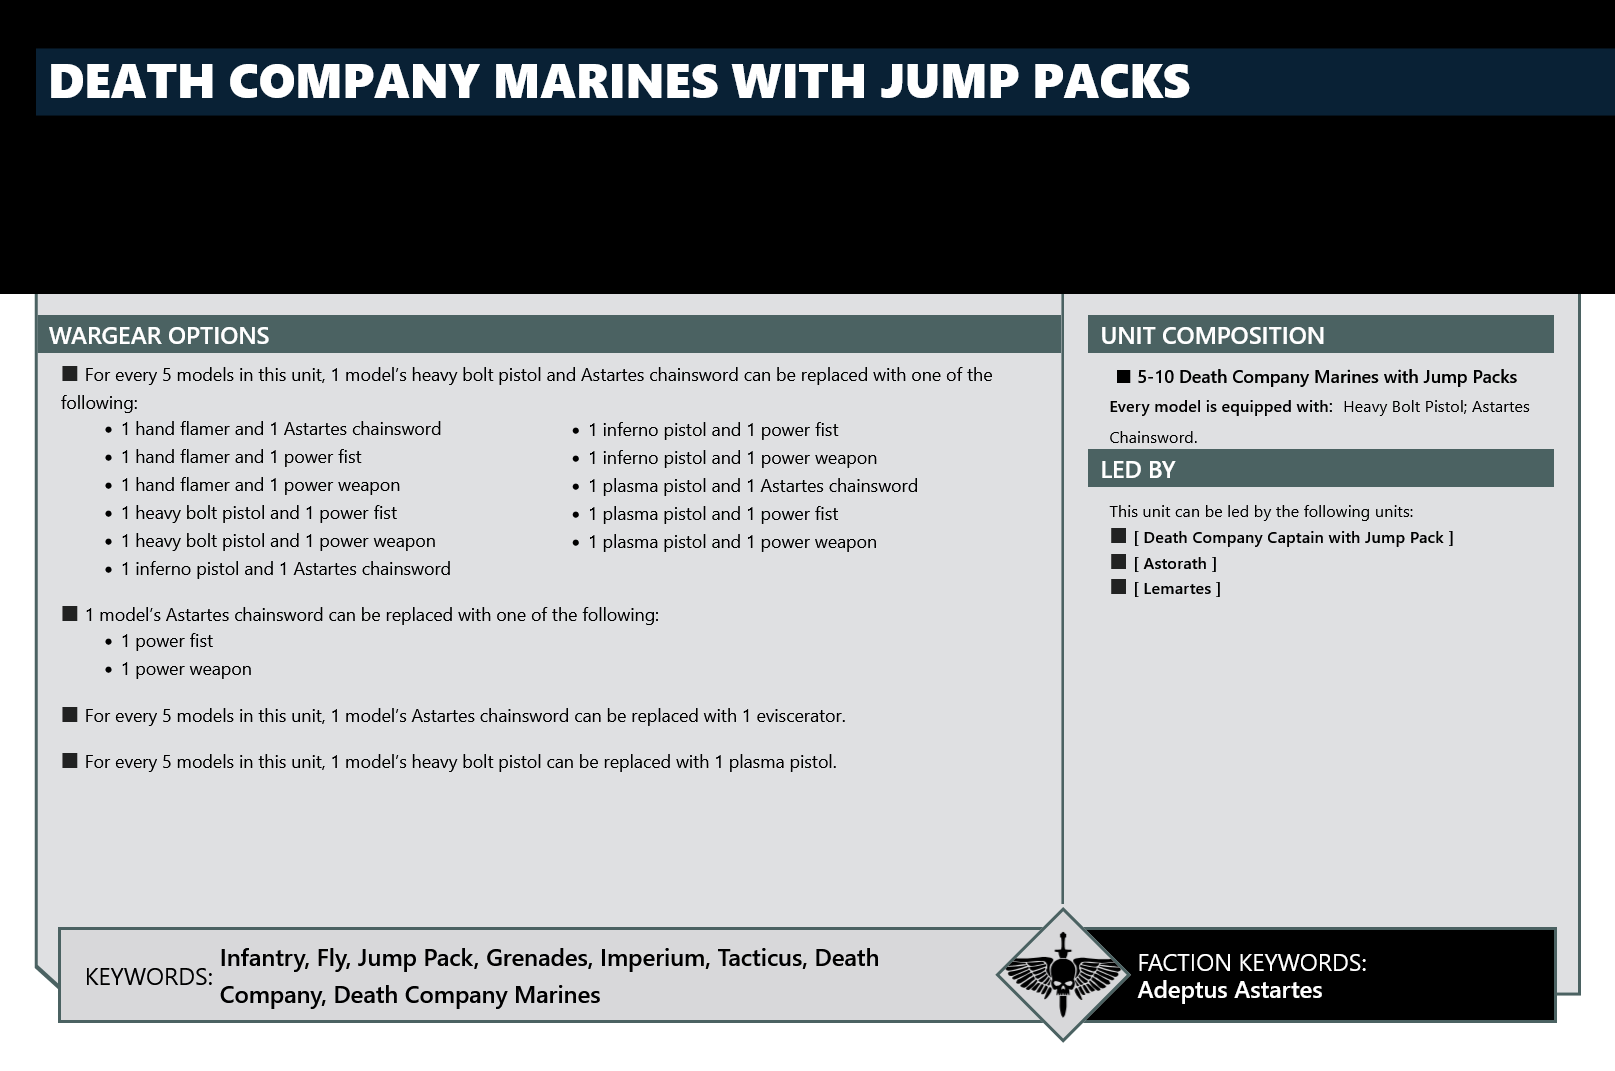 DEATH COMPANY MARINES WITH JUMP PACKS
WARGEAR OPTIONS
■ For every 5 models in this unit, 1 model’s heavy bolt pistol and Astartes chainsword can be replaced with one of the
following:
• 1 hand flamer and 1 Astartes chainsword
• 1 hand flamer and 1 power fist
• 1 hand flamer and 1 power weapon
• 1 heavy bolt pistol and 1 power fist
• 1 heavy bolt pistol and 1 power weapon
• 1 inferno pistol and 1 Astartes chainsword
• 1 inferno pistol and 1 power fist
• 1 inferno pistol and 1 power weapon
• 1 plasma pistol and 1 Astartes chainsword
• 1 plasma pistol and 1 power fist
• 1 plasma pistol and 1 power weapon
■ 1 model’s Astartes chainsword can be replaced with one of the following:
• 1 power fist
• 1 power weapon
■ For every 5 models in this unit, 1 model’s Astartes chainsword can be replaced with 1 eviscerator.
■ For every 5 models in this unit, 1 model’s heavy bolt pistol can be replaced with 1 plasma pistol.
UNIT COMPOSITION
■ 5-10 Death Company Marines with Jump Packs
Every model is equipped with: Heavy Bolt Pistol; Astartes
Chainsword.
LED BY
This unit can be led by the following units:
■ [ Death Company Captain with Jump Pack ]
■ [ Astorath ]
■ [ Lemartes ]
KEYWORDS:
Infantry, Fly, Jump Pack, Grenades, Imperium, Tacticus, Death
Company, Death Company Marines
FACTION KEYWORDS:
Adeptus Astartes